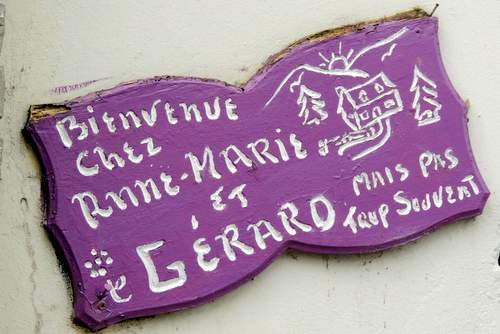 BiENVENUE
CHEZ
ANNE-MARiE
ET
GÉRARD
MAIS PAS
TROP SOUVENT